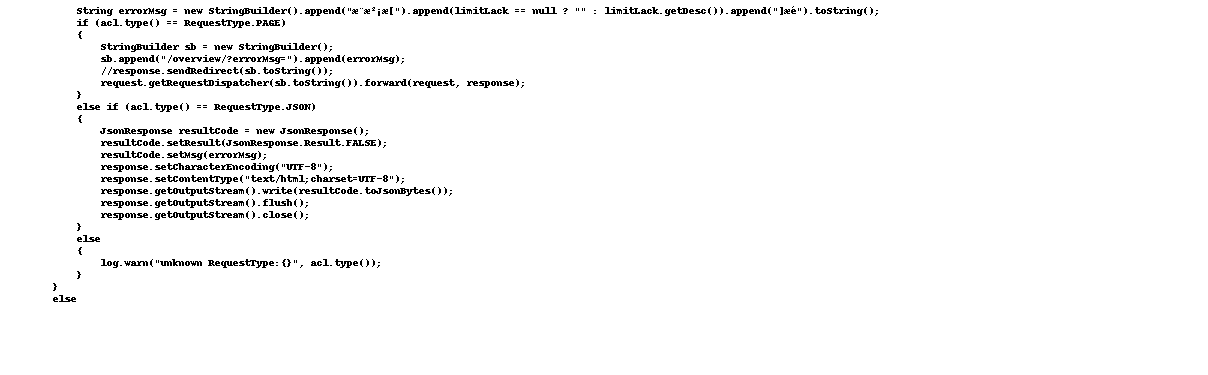 String errorMsg = new StringBuilder().append("æ¨æ²¡æ[").append(limitLack == null ? "" : limitLack.getDesc()).append("]æé").toString();
if (acl.type() == RequestType.PAGE)
{
StringBuilder sb = new StringBuilder();
sb.append("/overview/?errorMsg=").append(errorMsg);
//response.sendRedirect(sb.toString());
request.getRequestDispatcher(sb.toString()).forward(request, response);
}
else if (acl.type() == RequestType.JSON)
{
JsonResponse resultCode = new JsonResponse();
resultCode.setResult(JsonResponse.Result.FALSE);
resultCode.setMsg(errorMsg);
response.setCharacterEncoding("UTF-8");
response.setContentType("text/html;charset=UTF-8");
response.getOutputStream().write(resultCode.toJsonBytes());
response.getOutputStream().flush();
response.getOutputStream().close();
}
else
{
log.warn("unknown RequestType:{}", acl.type());
}
}
else